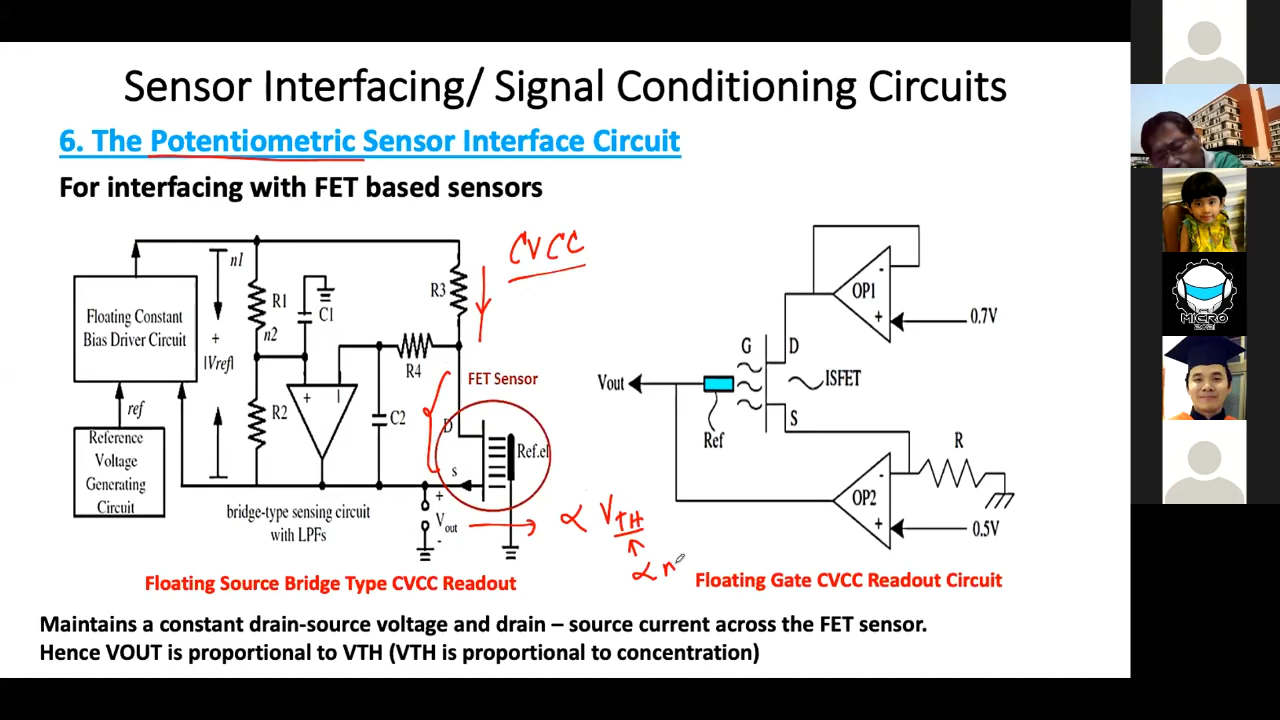 Sensor Interfacing/ Signal Conditioning Circuits
6. The Potentiometric Sensor Interface Circuit
For interfacing with FET based sensors
CVCC
n1
R1
C1
n2
R3
Floating Constant
Bias Driver Circuit
+
|Vref|
R4
FET Sensor
ref
R2
+
C2
D
Reference
Voltage
Generating
Circuit
S
Ref.el
bridge-type sensing circuit
with LPFs
+
Vout
-
∝ VTH
∝ n
Floating Source Bridge Type CVCC Readout
OP1
-
+
0.7V
G
D
Vout
ISFET
Ref
S
R
OP2
-
+
0.5V
Floating Gate CVCC Readout Circuit
Maintains a constant drain-source voltage and drain – source current across the FET sensor.
Hence VOUT is proportional to VTH (VTH is proportional to concentration)
MICRO